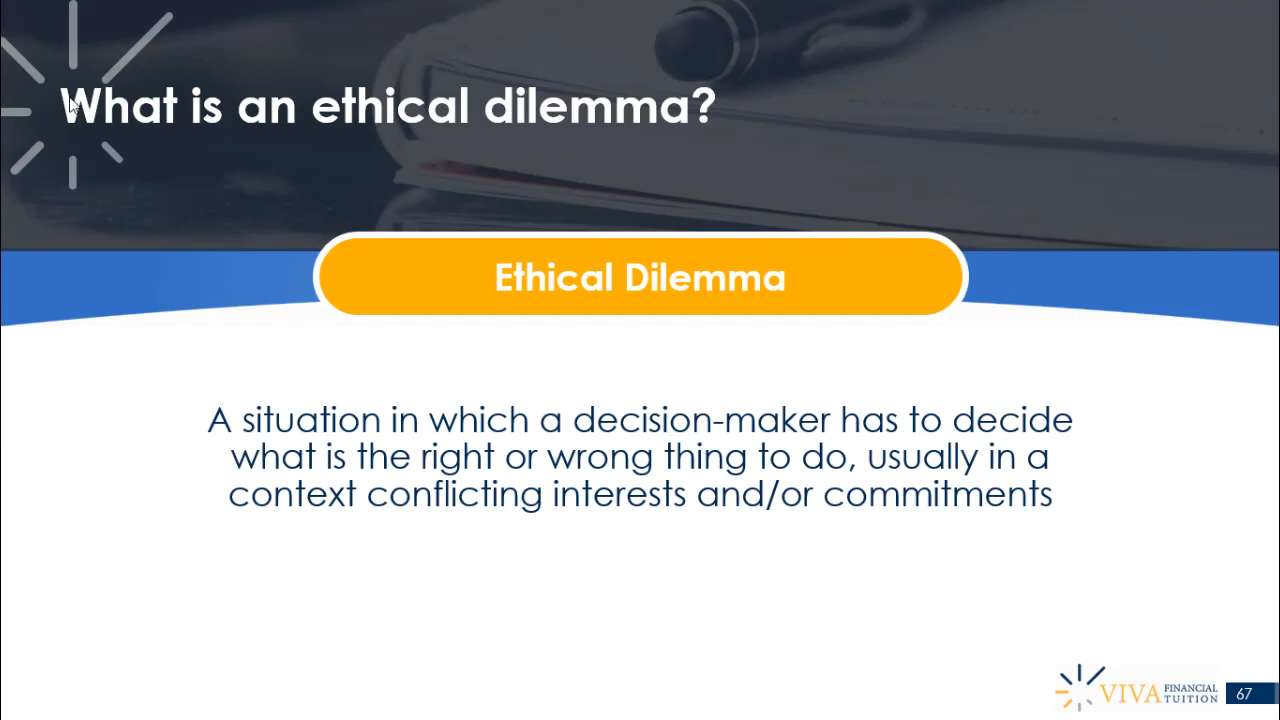 What is an ethical dilemma?
Ethical Dilemma
A situation in which a decision-maker has to decide
what is the right or wrong thing to do, usually in a
context conflicting interests and/or commitments
VIVA FINANCIAL TUITION
67